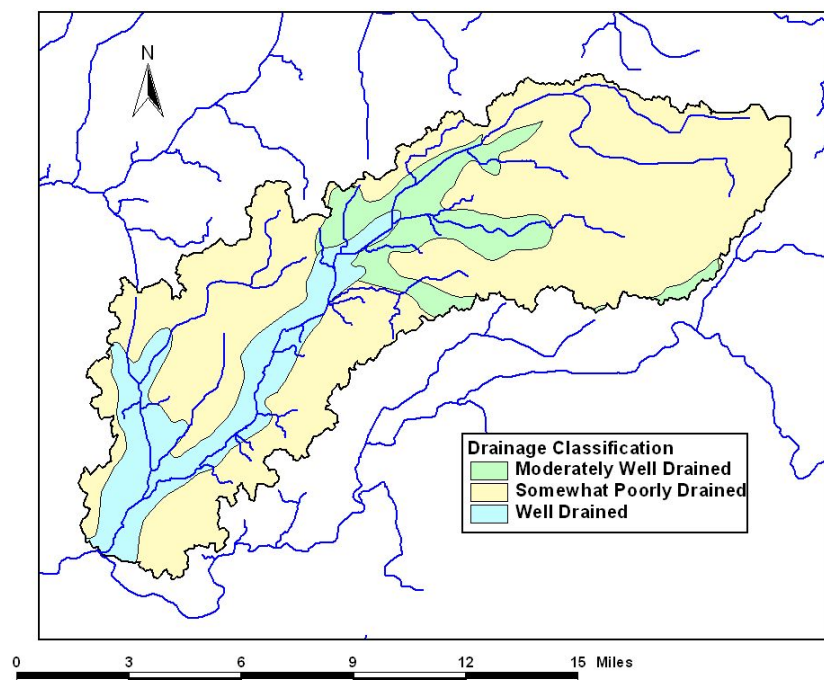 N
Drainage Classification
Moderately Well Drained
Somewhat Poorly Drained
Well Drained
0 3 6 9 12 15 Miles